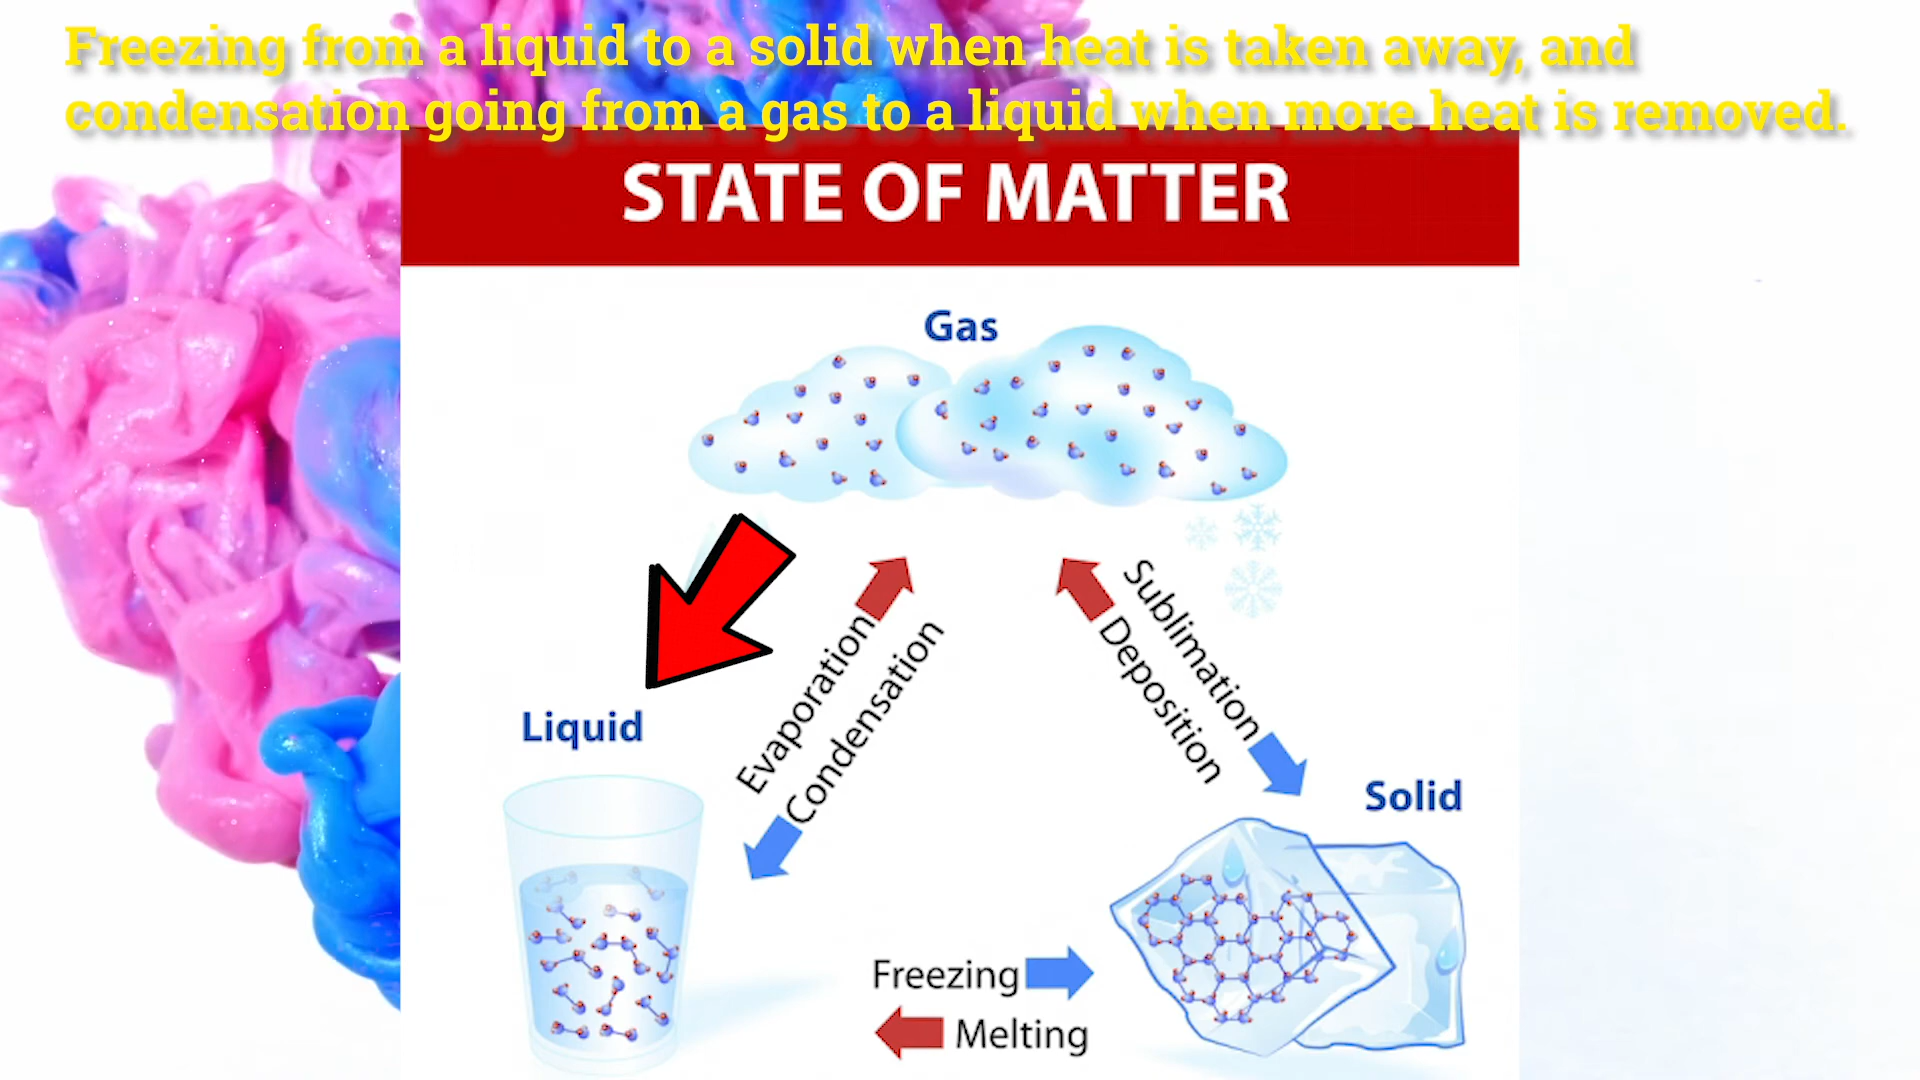 Freezing from a liquid to a solid when heat is taken away, and
condensation going from a gas to a liquid when more heat is removed.
STATE OF MATTER
Gas
Evaporation
Condensation
Sublimation
Deposition
Liquid
Solid
Freezing
Melting